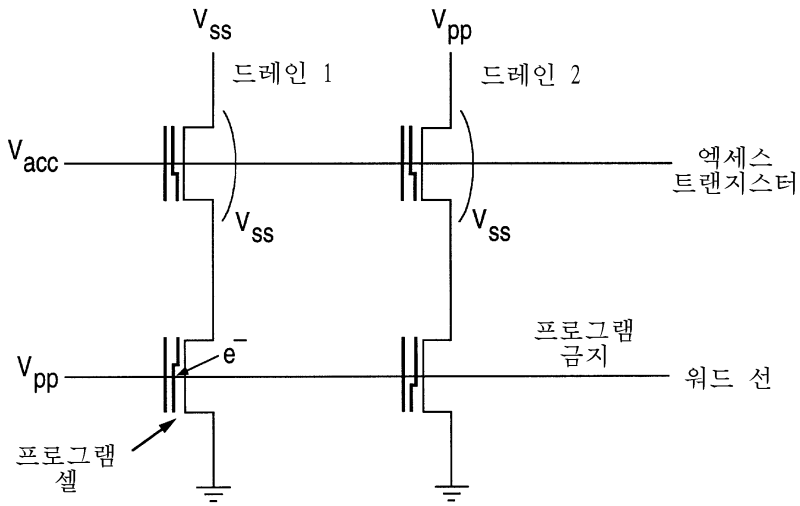 Vss
Vpp
드레인 1
드레인 2
Vacc
엑세스
트랜지스터
Vss
Vss
프로그램
금지
Vpp
e-
워드 선
프로그램
셀